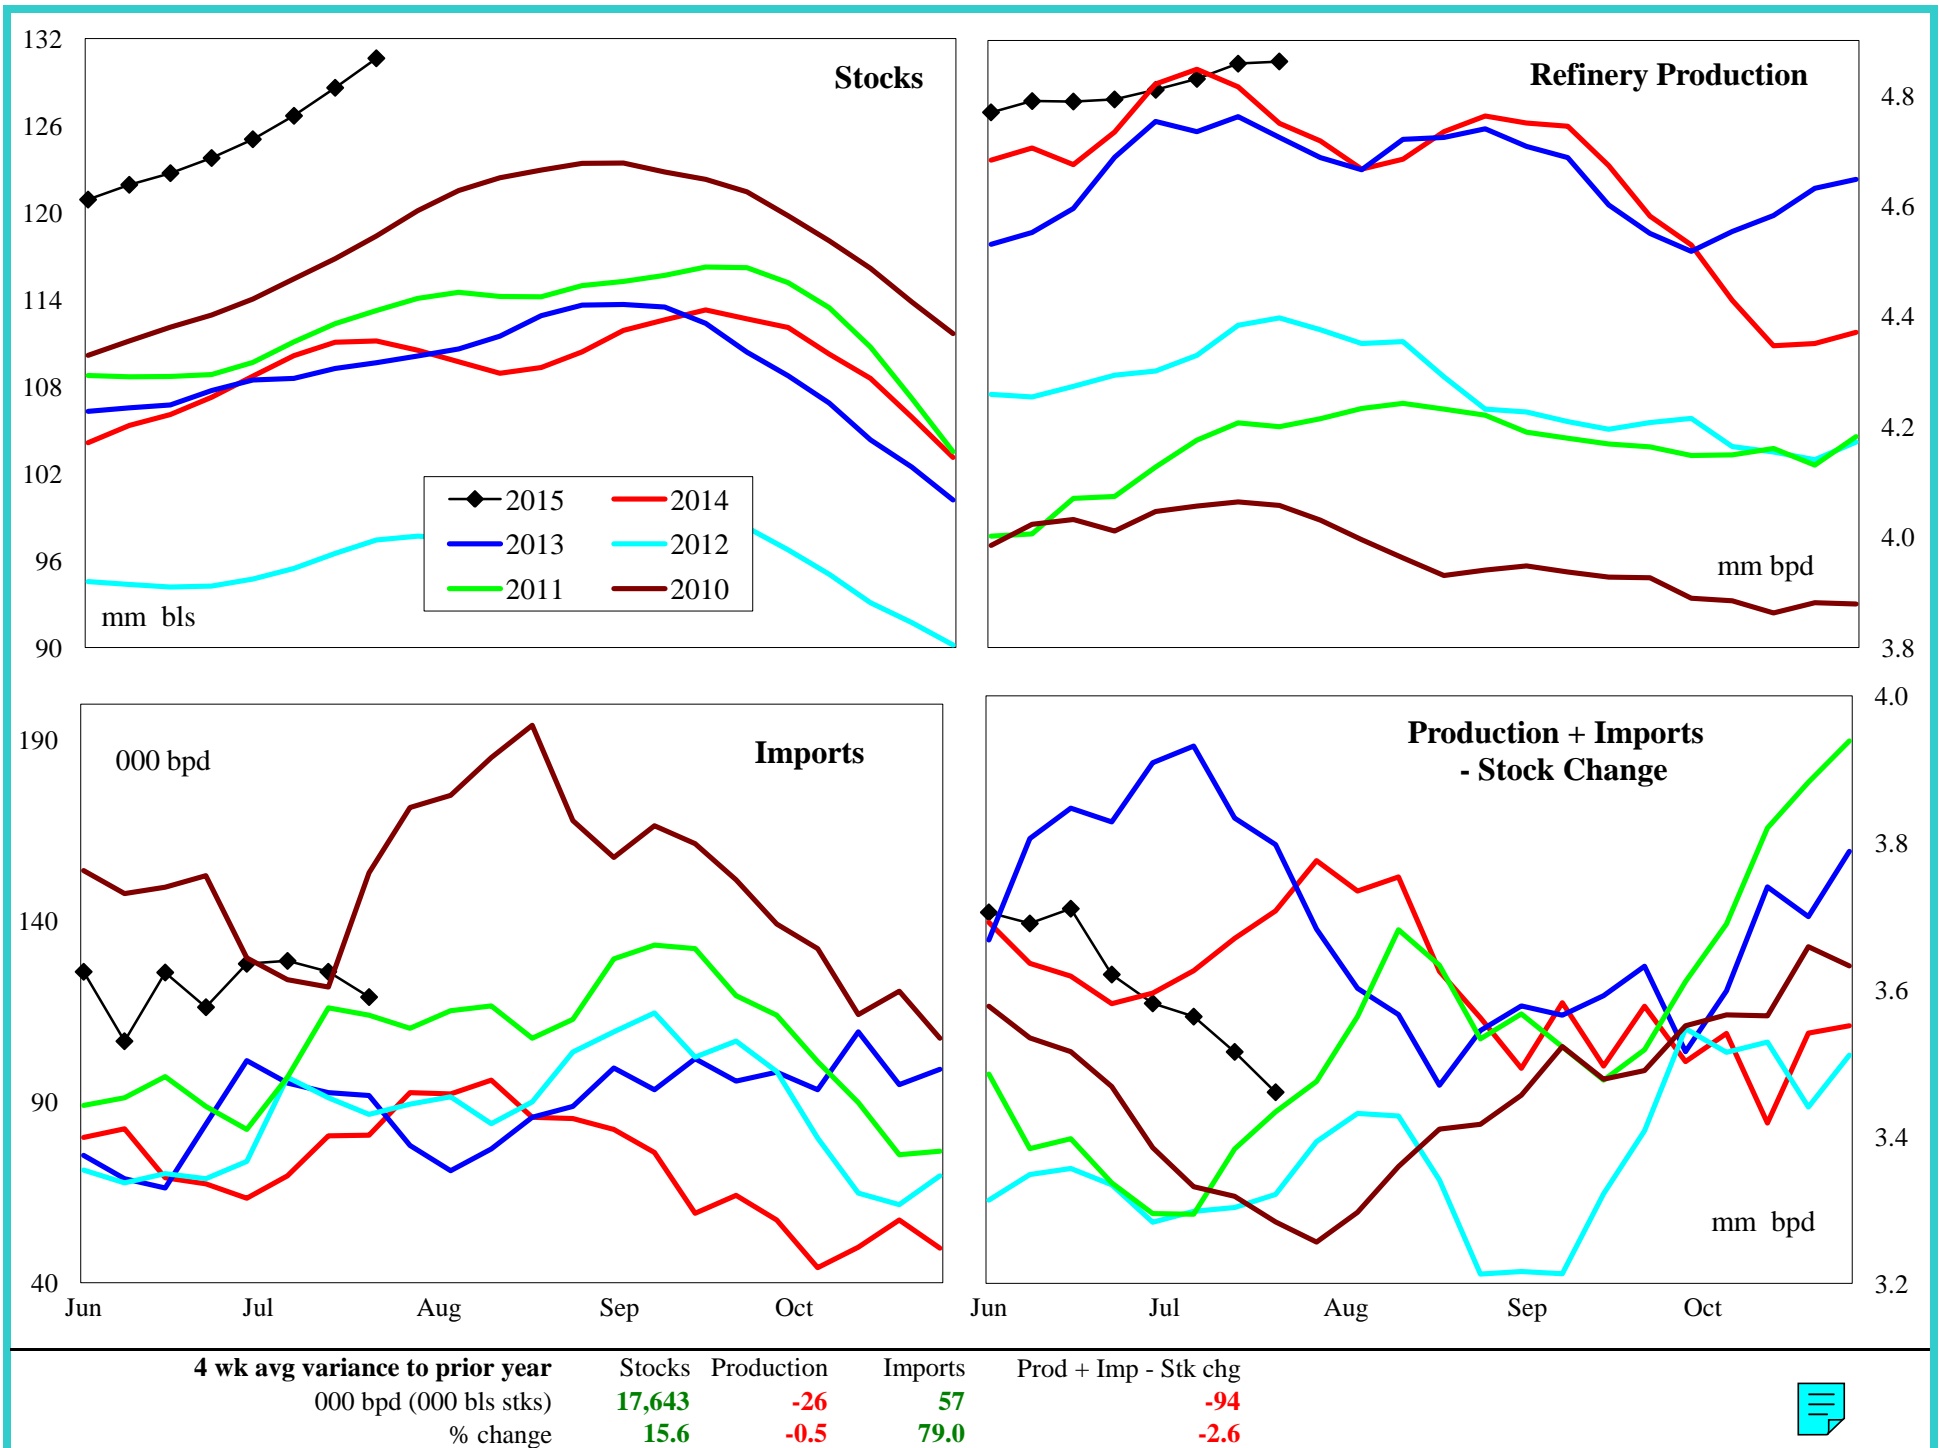 Stocks
132
126
120
114
108
102
96
90
2015 2014
2013 2012
2011 2010
mm bls
Refinery Production
4.8
4.6
4.4
4.2
4.0
3.8
mm bpd
Imports
000 bpd
190
140
90
40
Jun Jul Aug Sep Oct
Production + Imports
- Stock Change
4.0
3.8
3.6
3.4
3.2
mm bpd
Jun Jul Aug Sep Oct
4 wk avg variance to prior year Stocks Production Imports Prod + Imp - Stk chg
000 bpd (000 bls stks) 17,643 -26 57 -94
% change 15.6 -0.5 79.0 -2.6